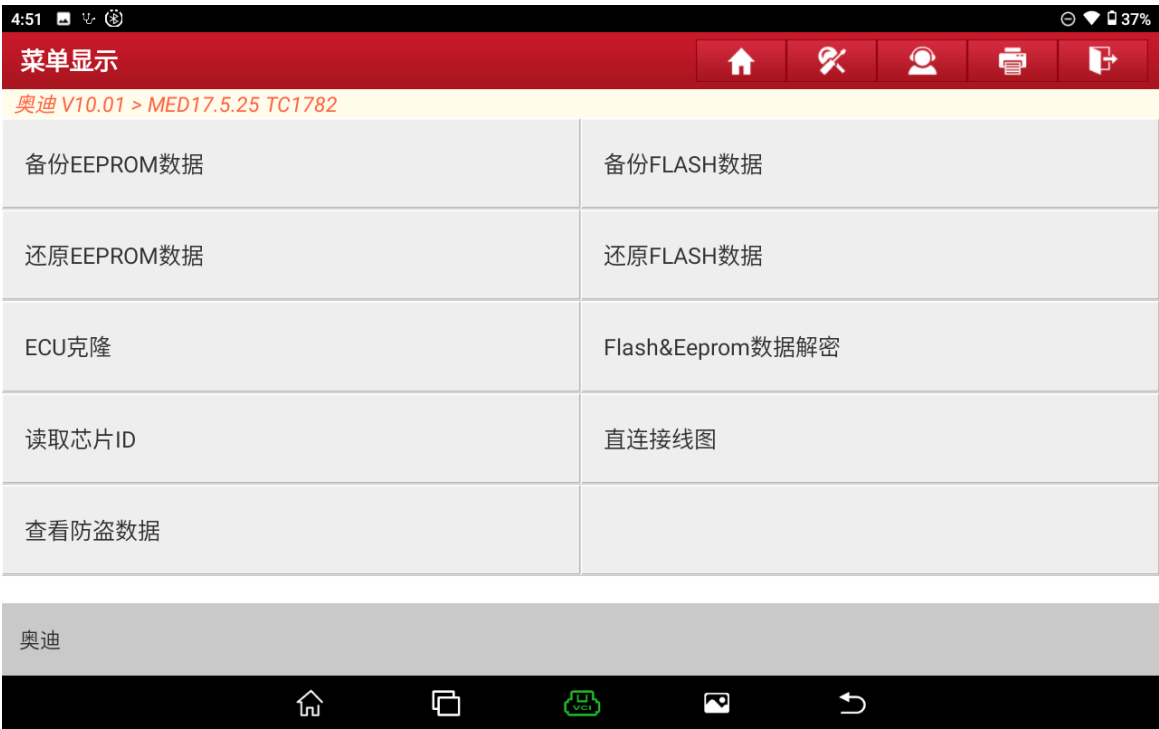 4:51 37%
菜单显示
奥迪 V10.01 > MED17.5.25 TC1782
备份EEPROM数据 备份FLASH数据
还原EEPROM数据 还原FLASH数据
ECU克隆 Flash&Eeprom数据解密
读取芯片ID 直连接线图
查看防盗数据
奥迪
VCI